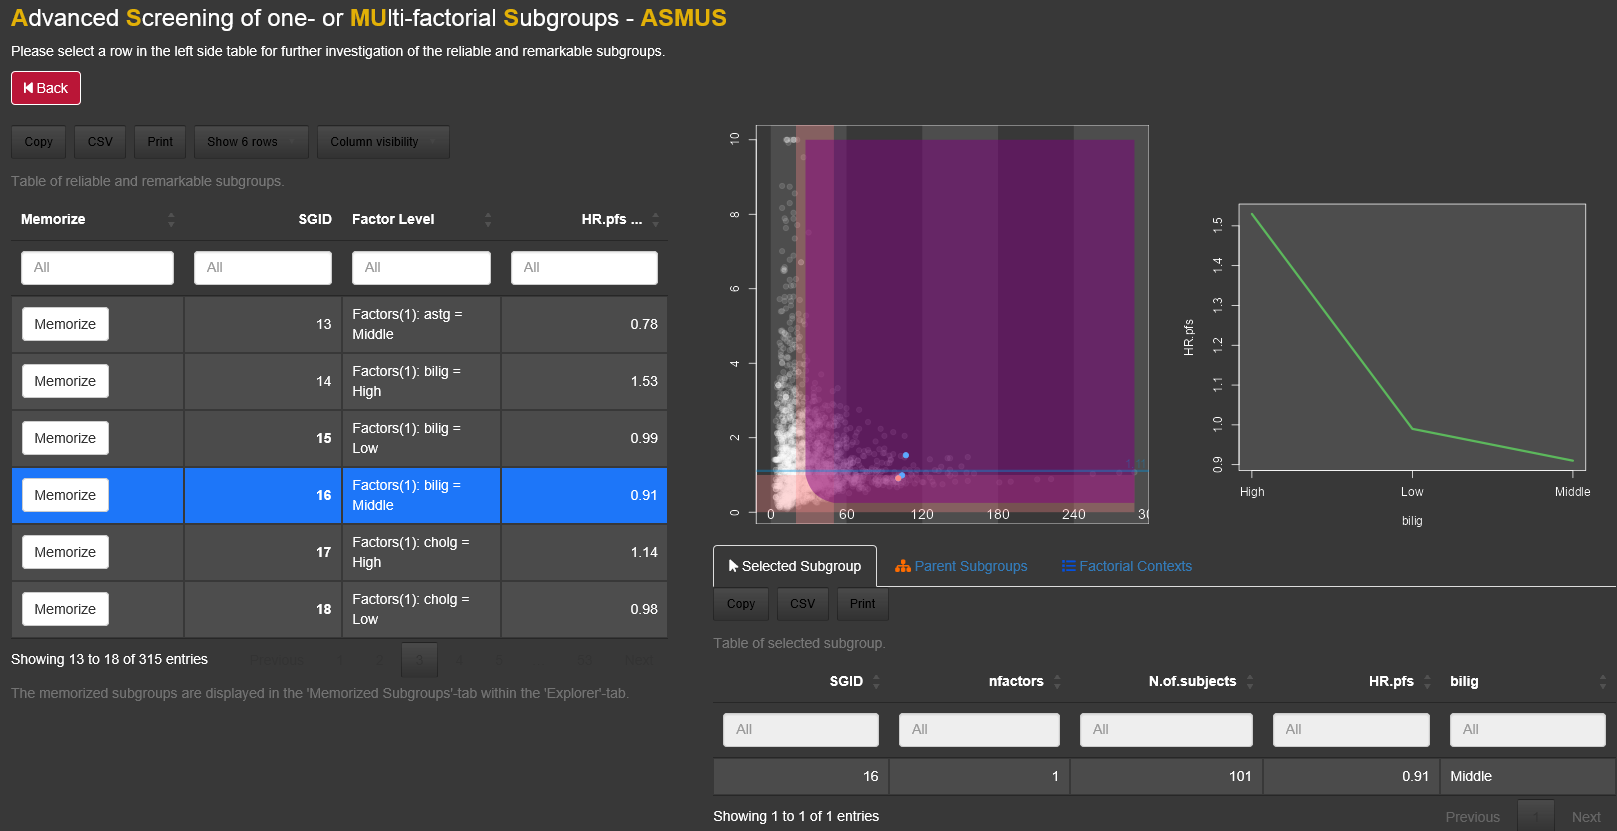 Advanced Screening of one- or MUlti-factorial Subgroups - ASMUS
Please select a row in the left side table for further investigation of the reliable and remarkable subgroups.
Back
Copy CSV Print Show 6 rows Column visibility
Table of reliable and remarkable subgroups.
Memorize SGID Factor Level HR.pfs ...
All All All All
Memorize 13 Factors(1): astg = Middle 0.78
Memorize 14 Factors(1): bilig = High 1.53
Memorize 15 Factors(1): bilig = Low 0.99
Memorize 16 Factors(1): bilig = Middle 0.91
Memorize 17 Factors(1): cholg = High 1.14
Memorize 18 Factors(1): cholg = Low 0.98
Showing 13 to 18 of 315 entries Previous 1 2 3 4 5 53 Next
The memorized subgroups are displayed in the 'Memorized Subgroups'-tab within the 'Explorer'-tab.
10
8
6
4
2
0
0 60 120 180 240
HR.pfs
1.5
1.4
1.3
1.2
1.1
1.0
0.9
High Low Middle
bilig
Selected Subgroup Parent Subgroups Factorial Contexts
Copy CSV Print
Table of selected subgroup.
SGID nfactors N.of.subjects HR.pfs bilig
All All All All All
16 1 101 0.91 Middle
Showing 1 to 1 of 1 entries Previous 1 Next